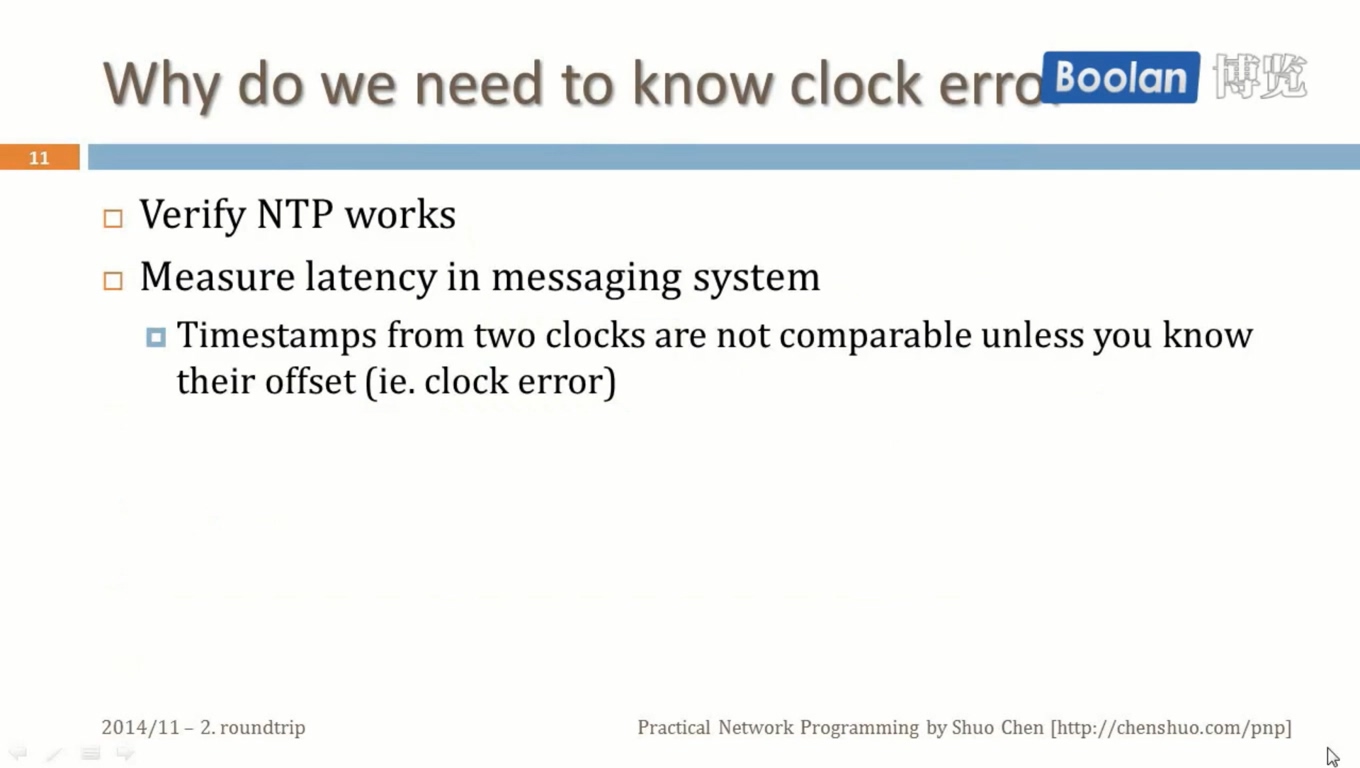 Why do we need to know clock erro
Boolan 博览
11
Verify NTP works
Measure latency in messaging system
Timestamps from two clocks are not comparable unless you know
their offset (ie. clock error)
2014/11 – 2. roundtrip
Practical Network Programming by Shuo Chen [http://chenshuo.com/pnp]